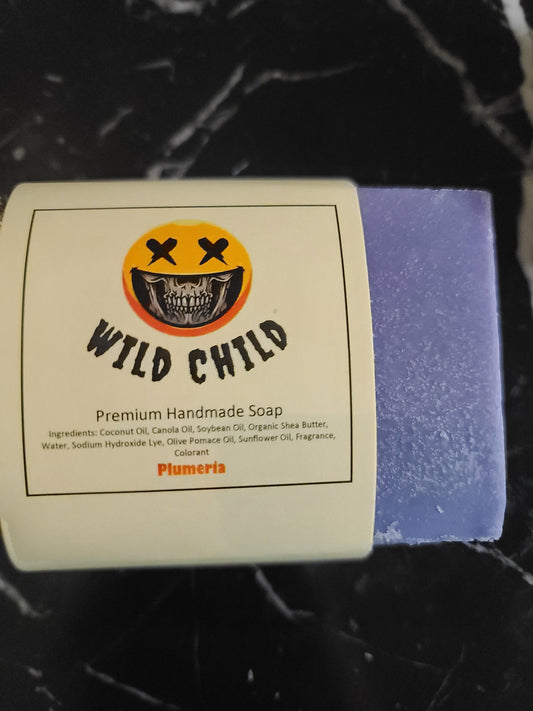 WILD CHILD
Premium Handmade Soap
Ingredients: Coconut Oil, Canola Oil, Soybean Oil, Organic Shea Butter,
Water, Sodium Hydroxide Lye, Olive Pomace Oil, Sunflower Oil, Fragrance,
Colorant
Plumeria